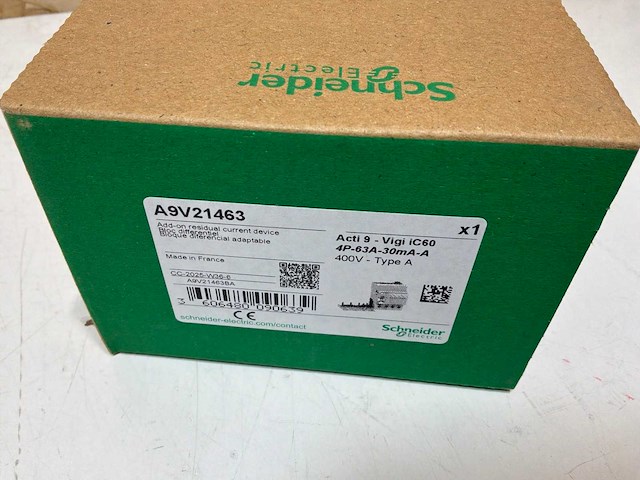 Schneider
Electric
A9V21463
x1
Add-on residual current device
Bloc différentiel
Bloque diferencial adaptable
Acti 9 - Vigi iC60
4P-63A-30mA-A
400V - Type A
Made in France
CC-2025-W36-6
A9V21463BA
3 606480 090639
CE
schneider-electric.com/contact
Schneider
Electric